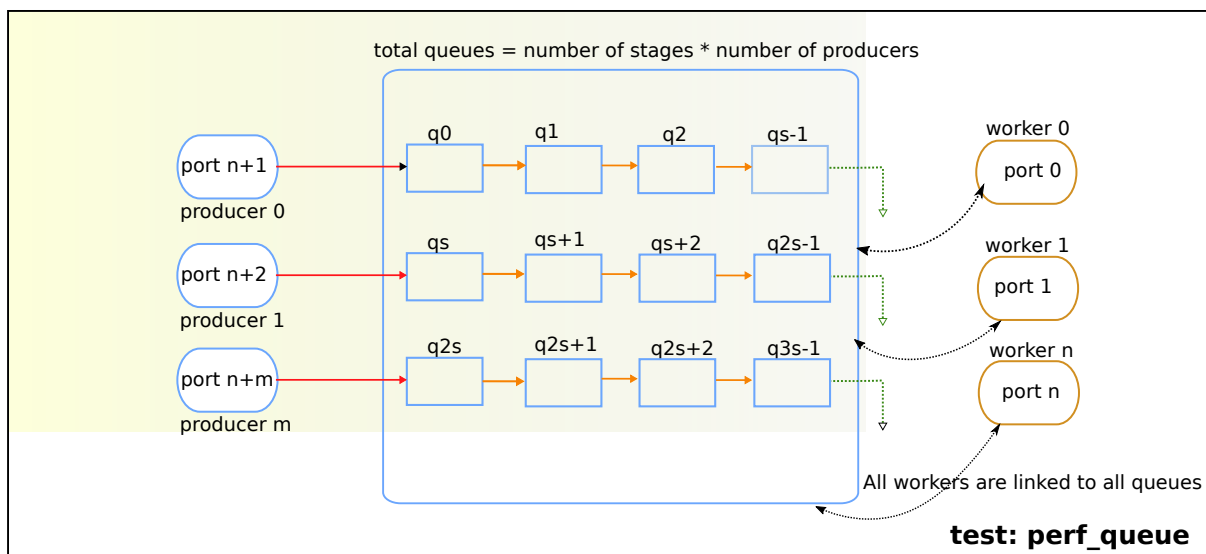 total queues = number of stages * number of producers
q0
q1
q2
qs-1
worker 0
port n+1
port 0
producer 0
qs
qs+1
qs+2
q2s-1
worker 1
port n+2
port 1
producer 1
q2s
q2s+1
q2s+2
q3s-1
worker n
port n+m
port n
producer m
All workers are linked to all queues
test: perf_queue